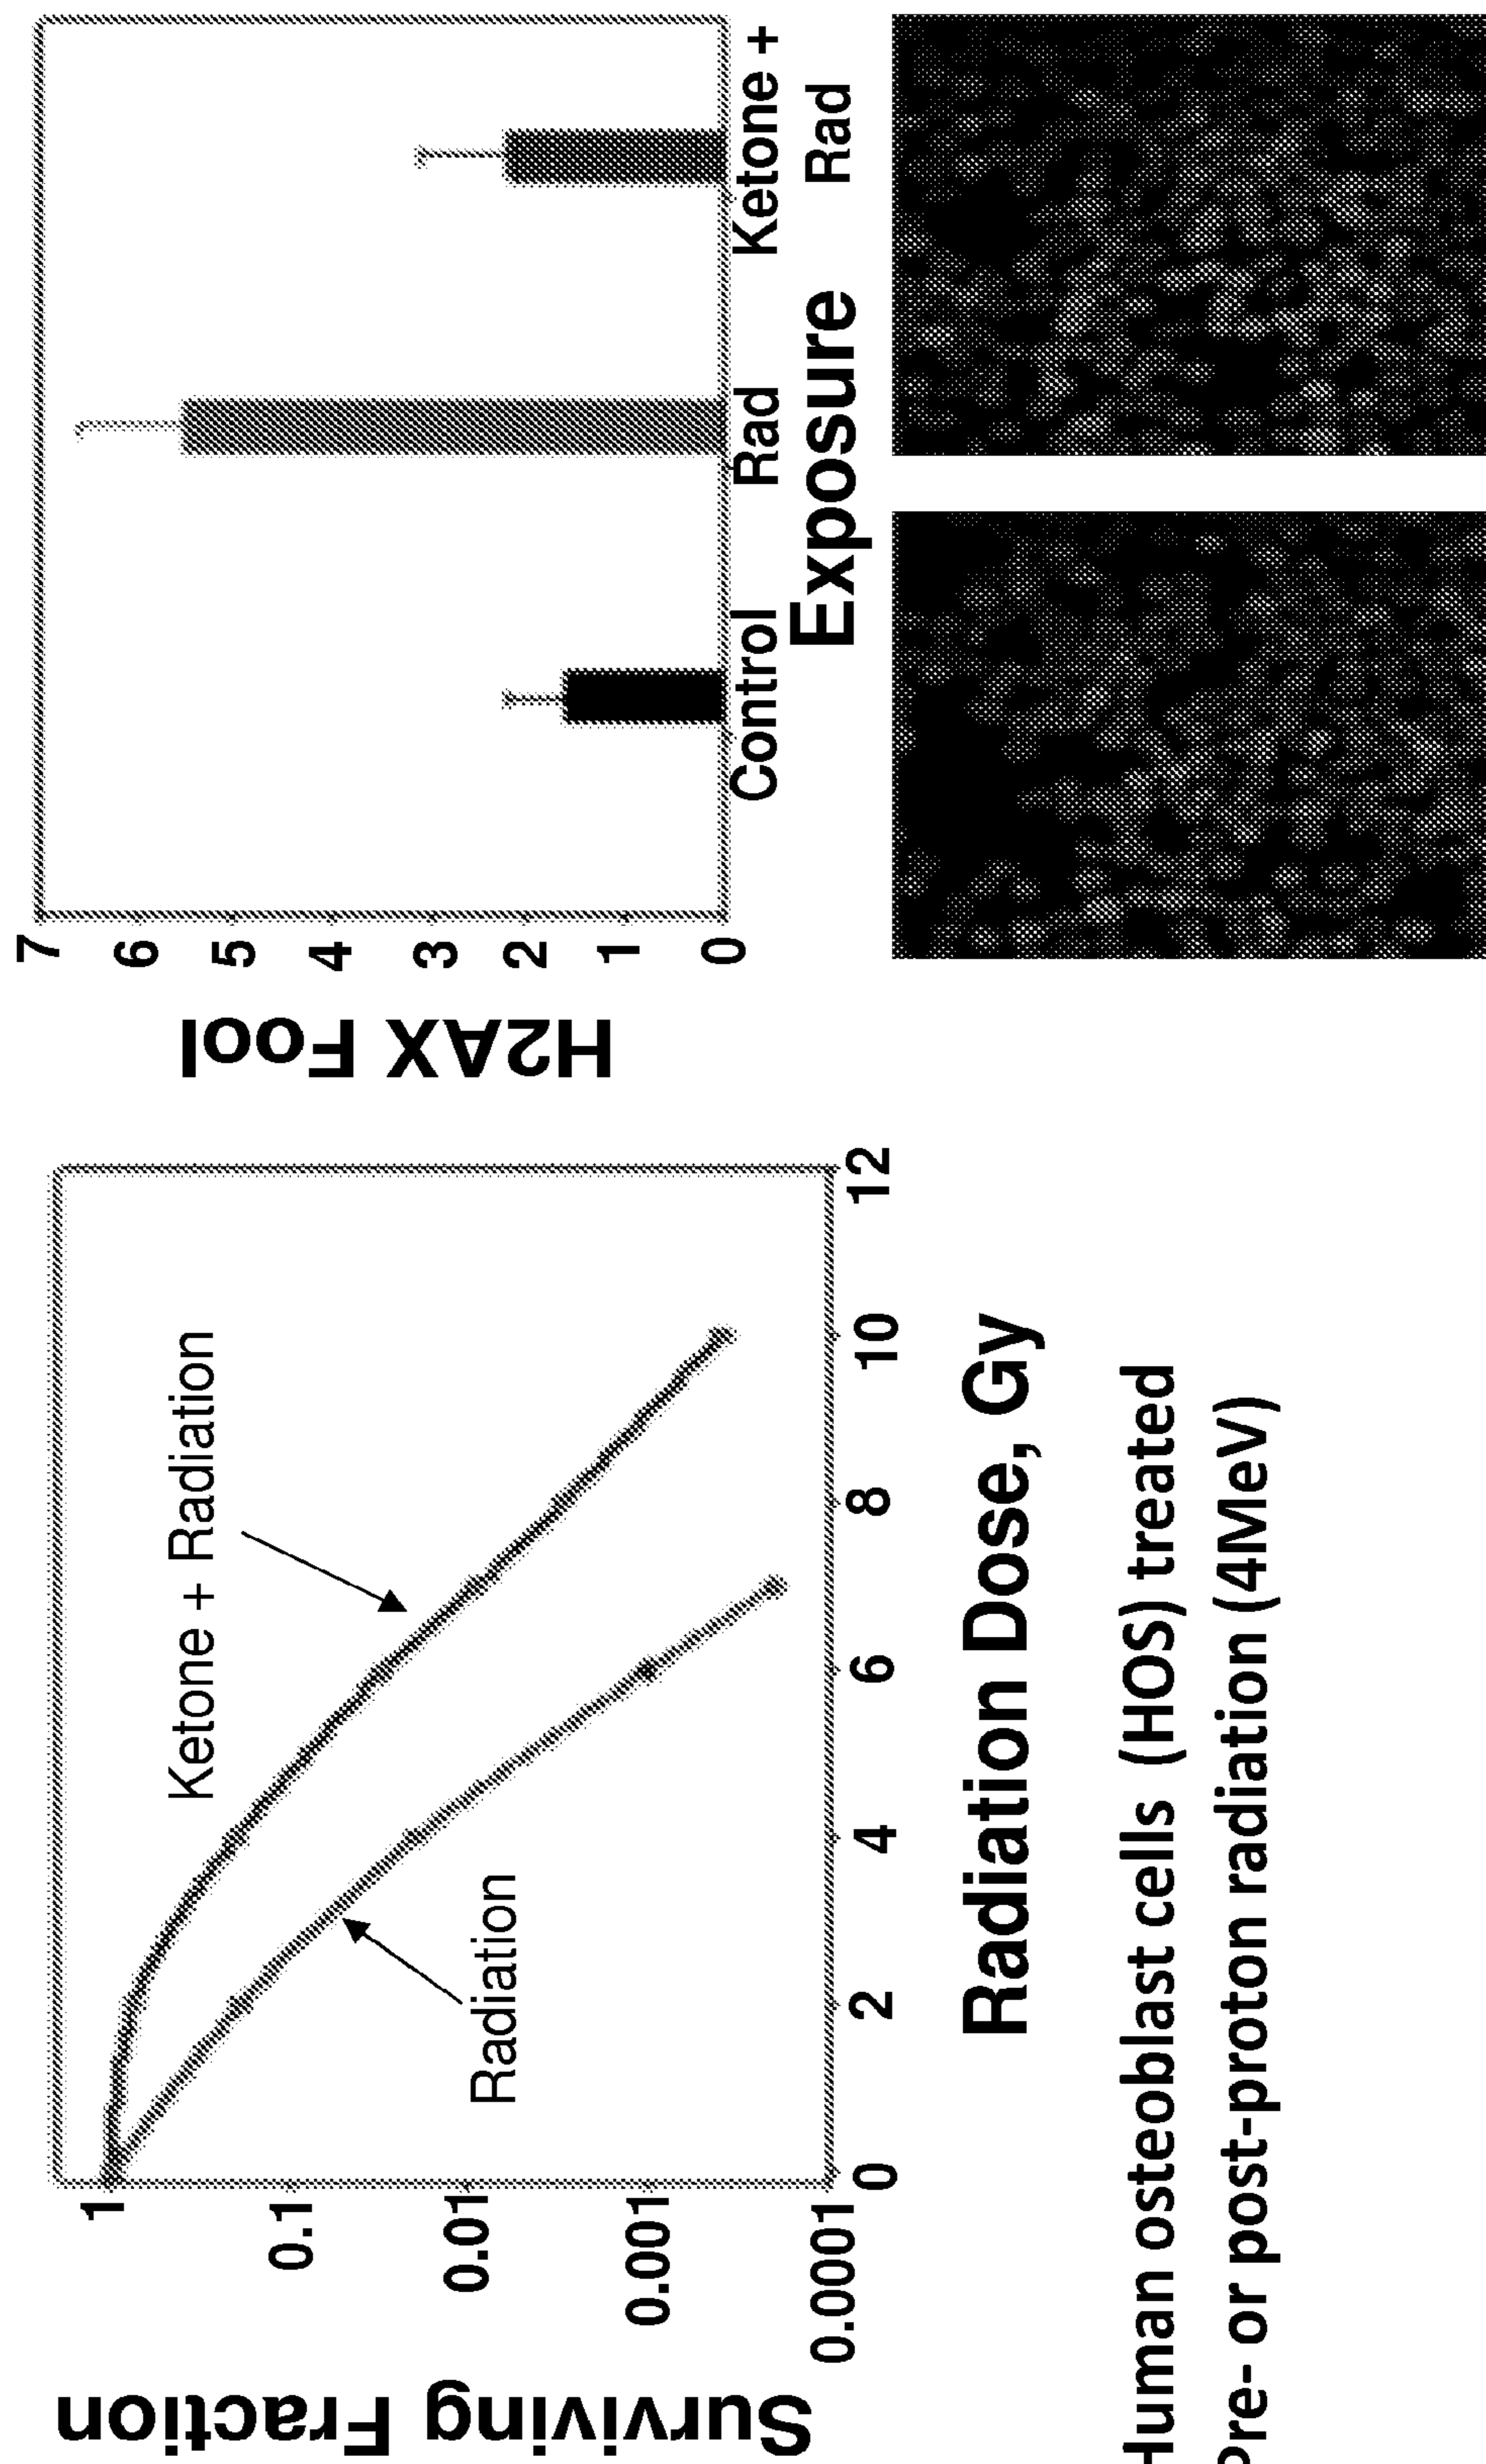 Surviving Fraction
1
0.1
0.01
0.001
0.0001
0
2
4
6
8
10
12
Ketone + Radiation
Radiation
Radiation Dose, Gy
Human osteoblast cells (HOS) treated
Pre- or post-proton radiation (4MeV)
H2AX Fool
7
6
5
4
3
2
1
0
Control
Rad
Ketone +
Rad
Exposure